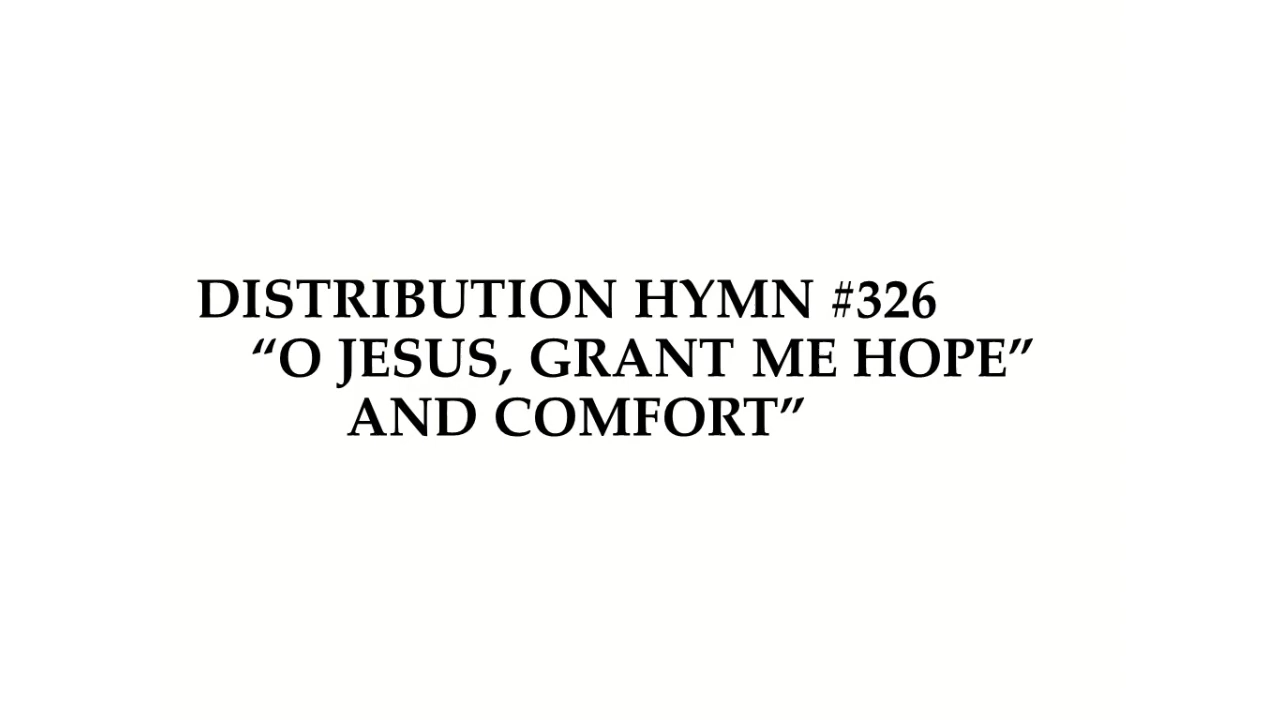 DISTRIBUTION HYMN #326
“O JESUS, GRANT ME HOPE”
AND COMFORT”